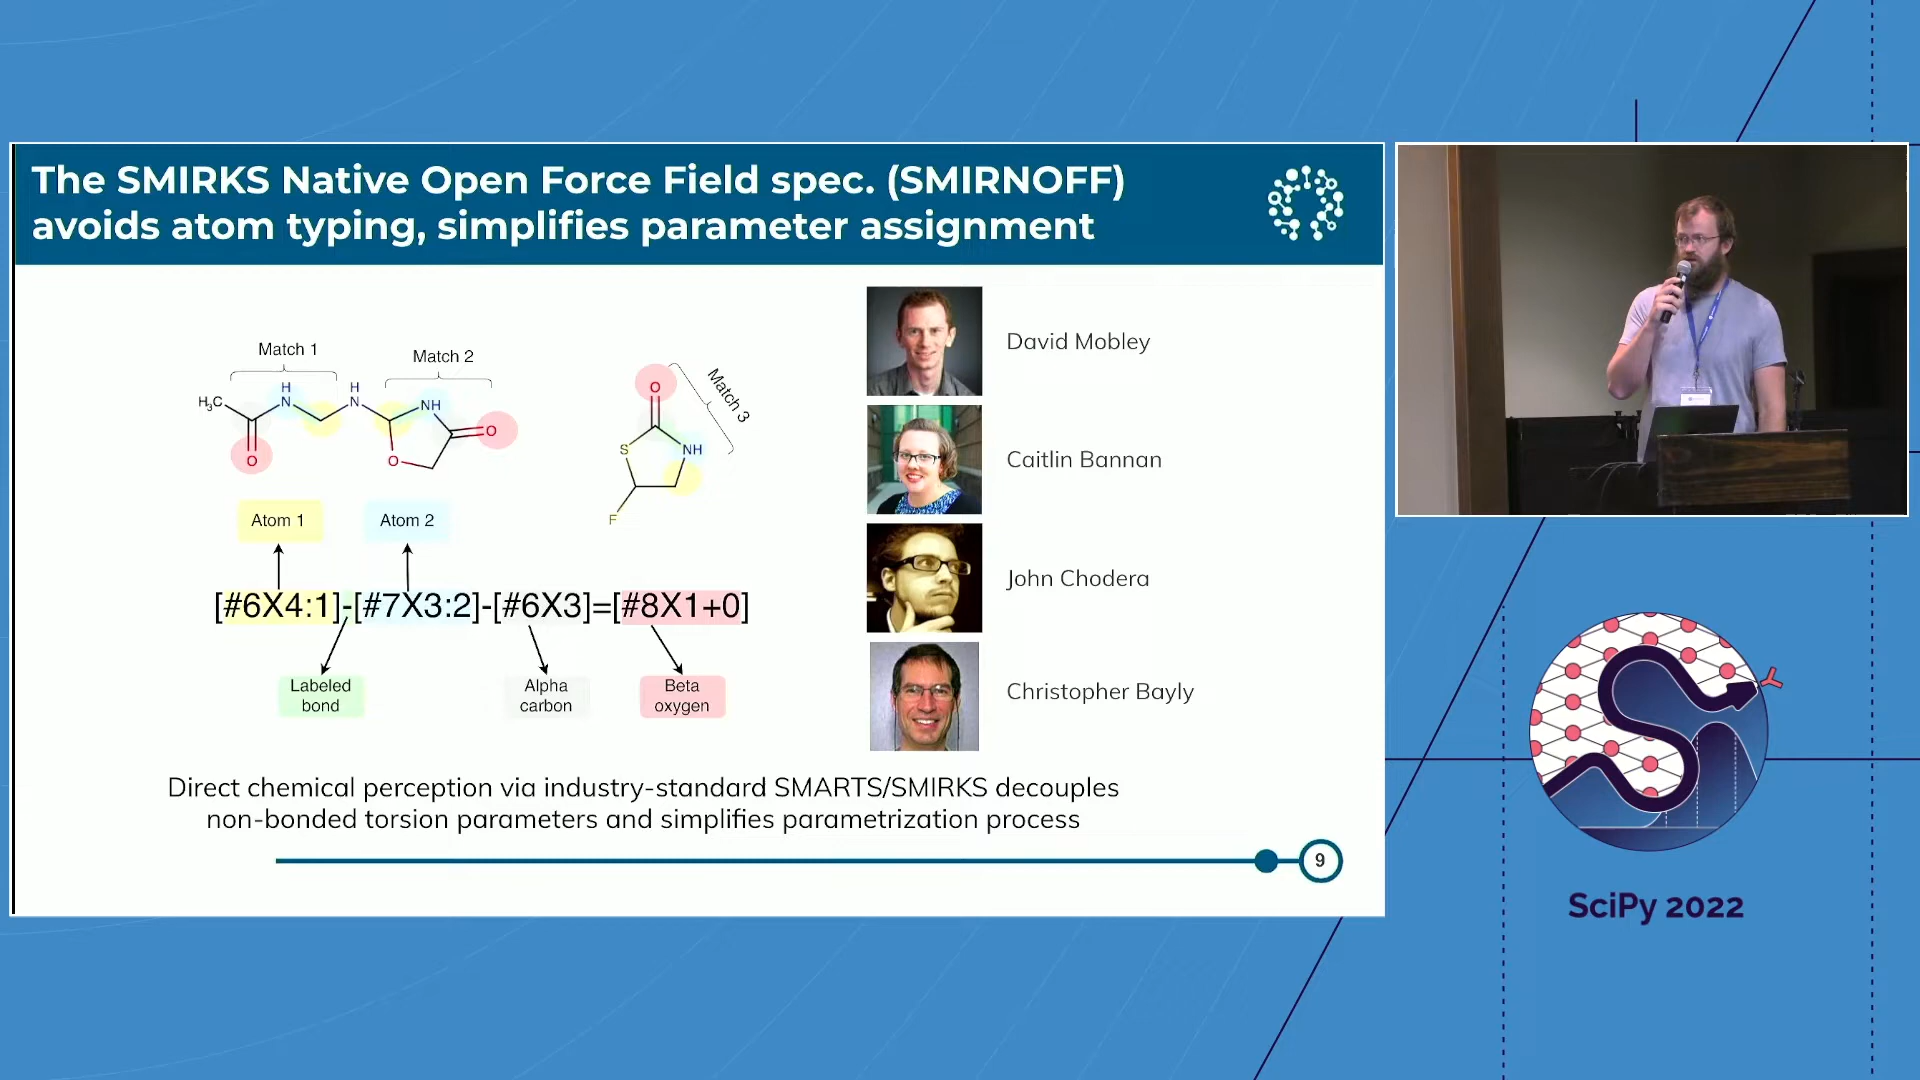 The SMIRKS Native Open Force Field spec. (SMIRNOFF)
avoids atom typing, simplifies parameter assignment
Match 1
Match 2
Match 3
H₃C
O
H
N
H
N
NH
O
O
O
S
NH
F
Atom 1
Atom 2
[#6X4:1]-[#7X3:2]-[#6X3]=[#8X1+0]
Labeled
bond
Alpha
carbon
Beta
oxygen
David Mobley
Caitlin Bannan
John Chodera
Christopher Bayly
Direct chemical perception via industry-standard SMARTS/SMIRKS decouples
non-bonded torsion parameters and simplifies parametrization process
9
SciPy 2022